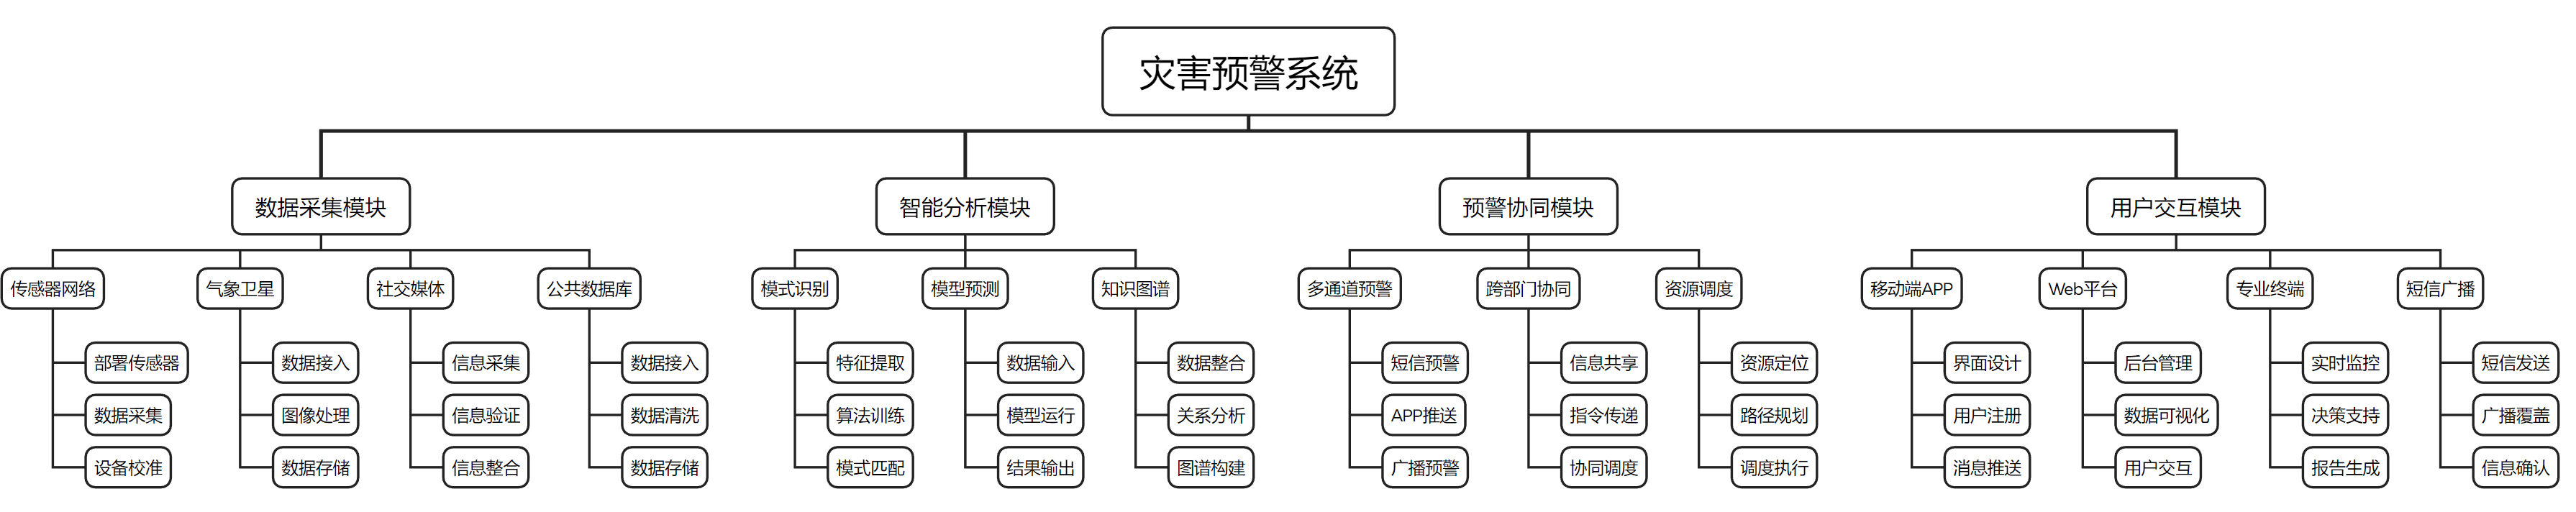 灾害预警系统
数据采集模块
智能分析模块
预警协同模块
用户交互模块
传感器网络
气象卫星
社交媒体
公共数据库
模式识别
模型预测
知识图谱
多通道预警
跨部门协同
资源调度
移动端APP
Web平台
专业终端
短信广播
部署传感器
数据接入
信息采集
数据接入
特征提取
数据输入
数据整合
短信预警
信息共享
资源定位
界面设计
后台管理
实时监控
短信发送
数据采集
图像处理
信息验证
数据清洗
算法训练
模型运行
关系分析
APP推送
指令传递
路径规划
用户注册
数据可视化
决策支持
广播覆盖
设备校准
数据存储
信息整合
数据存储
模式匹配
结果输出
图谱构建
广播预警
协同调度
调度执行
消息推送
用户交互
报告生成
信息确认